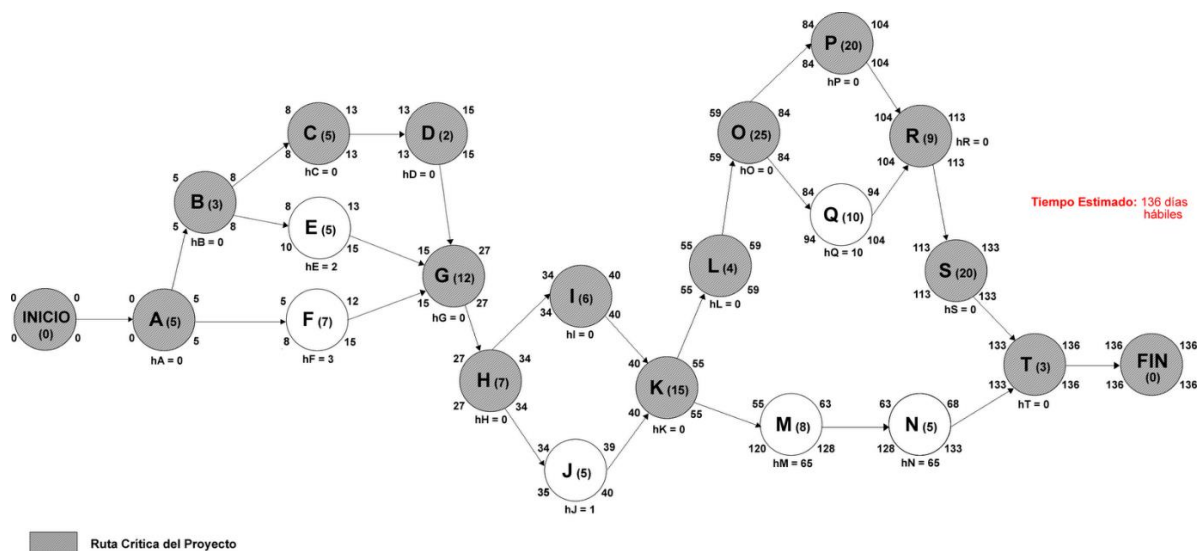 0 0
INICIO
(0)
0 0
0 5
A (5)
0 5
hA = 0
5 8
B (3)
5 8
hB = 0
8 13
C (5)
8 13
hC = 0
13 15
D (2)
13 15
hD = 0
8 13
E (5)
10 15
hE = 2
5 12
F (7)
8 15
hF = 3
15 27
G (12)
15 27
hG = 0
27 34
H (7)
27 34
hH = 0
34 40
I (6)
34 40
hI = 0
34 39
J (5)
35 40
hJ = 1
40 55
K (15)
40 55
hK = 0
55 59
L (4)
55 59
hL = 0
55 63
M (8)
120 128
hM = 65
63 68
N (5)
128 133
hN = 65
59 84
O (25)
59 84
hO = 0
84 104
P (20)
84 104
hP = 0
84 94
Q (10)
94 104
hQ = 10
104 113
R (9)
104 113
hR = 0
113 133
S (20)
113 133
hS = 0
133 136
T (3)
133 136
hT = 0
136 136
FIN
(0)
136 136
Tiempo Estimado: 136 días
hábiles
Ruta Critica del Proyecto